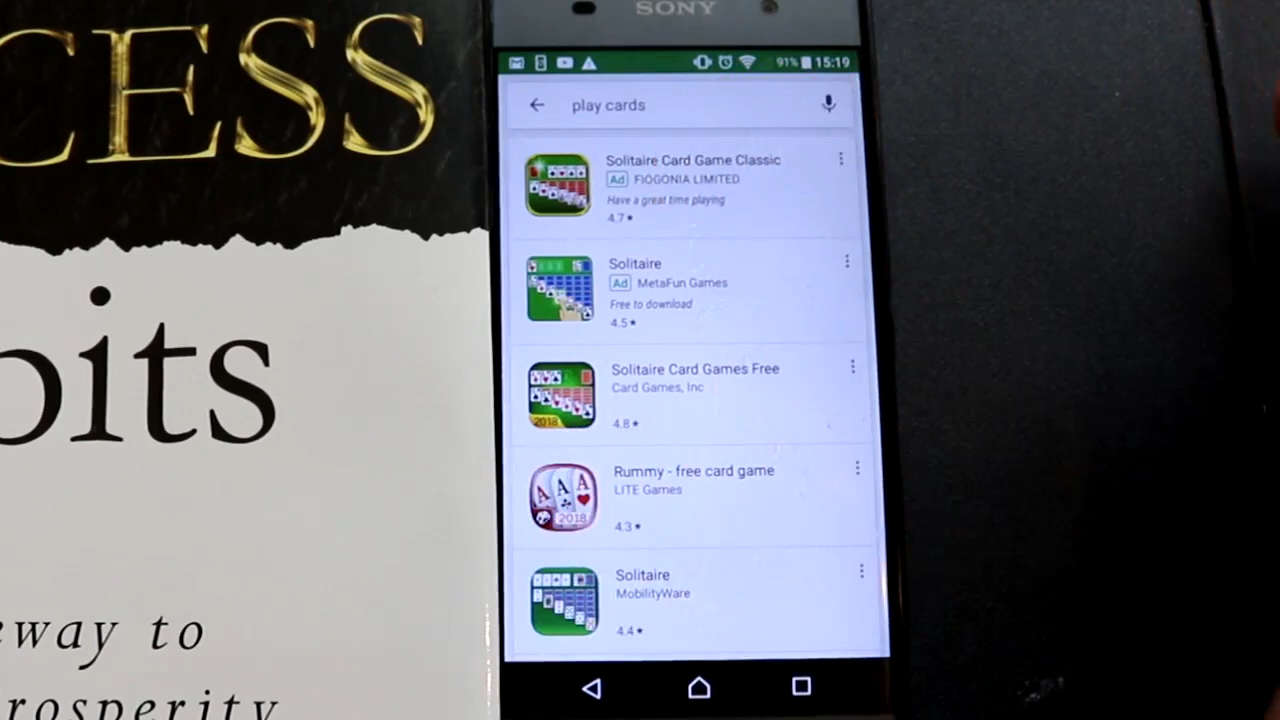 CESS
bits
eway to
rosperity
SONY
91% 15:19
play cards
Solitaire Card Game Classic
Ad FIOGONIA LIMITED
Have a great time playing
4.7★
Solitaire
Ad MetaFun Games
Free to download
4.5★
Solitaire Card Games Free
Card Games, Inc
4.8★
2018
Rummy - free card game
LITE Games
4.3★
2018
Solitaire
MobilityWare
4.4★